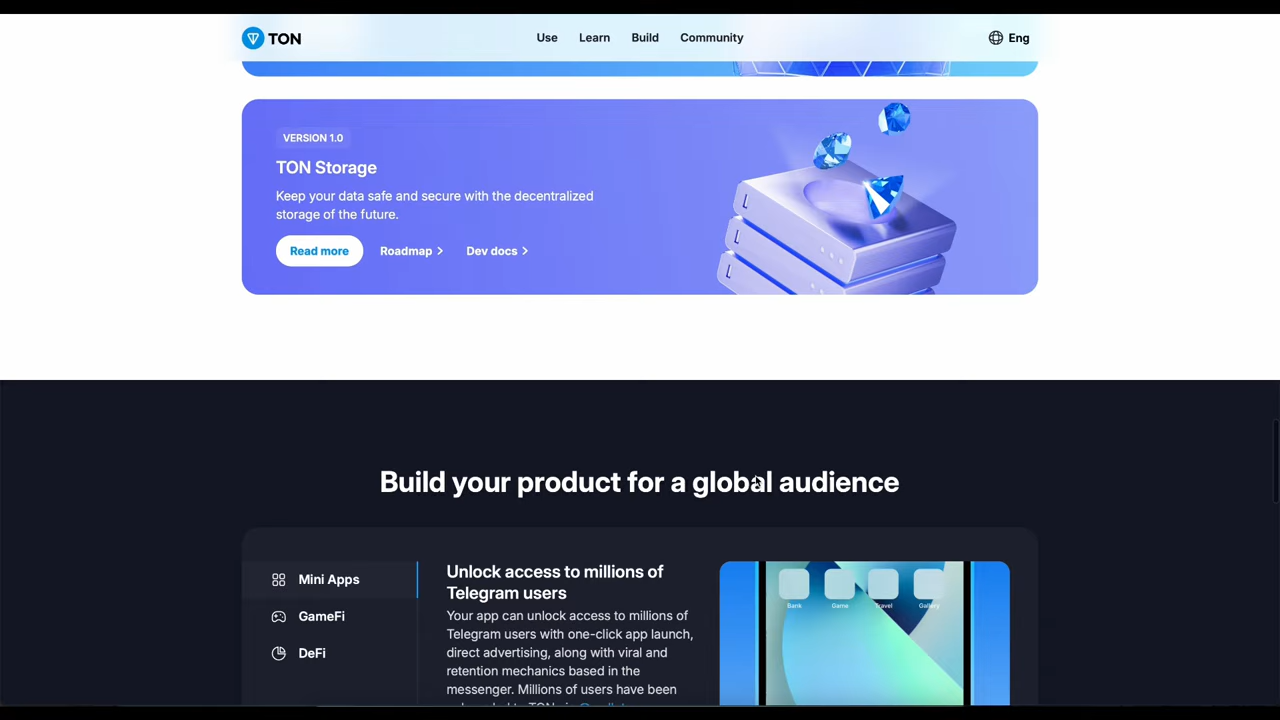 TON
Use Learn Build Community
Eng
VERSION 1.0
TON Storage
Keep your data safe and secure with the decentralized
storage of the future.
Read more Roadmap Dev docs
Build your product for a global audience
Mini Apps
GameFi
DeFi
Unlock access to millions of
Telegram users
Your app can unlock access to millions of
Telegram users with one-click app launch,
direct advertising, along with viral and
retention mechanics based in the
messenger. Millions of users have been
Bank Game Travel Gallery